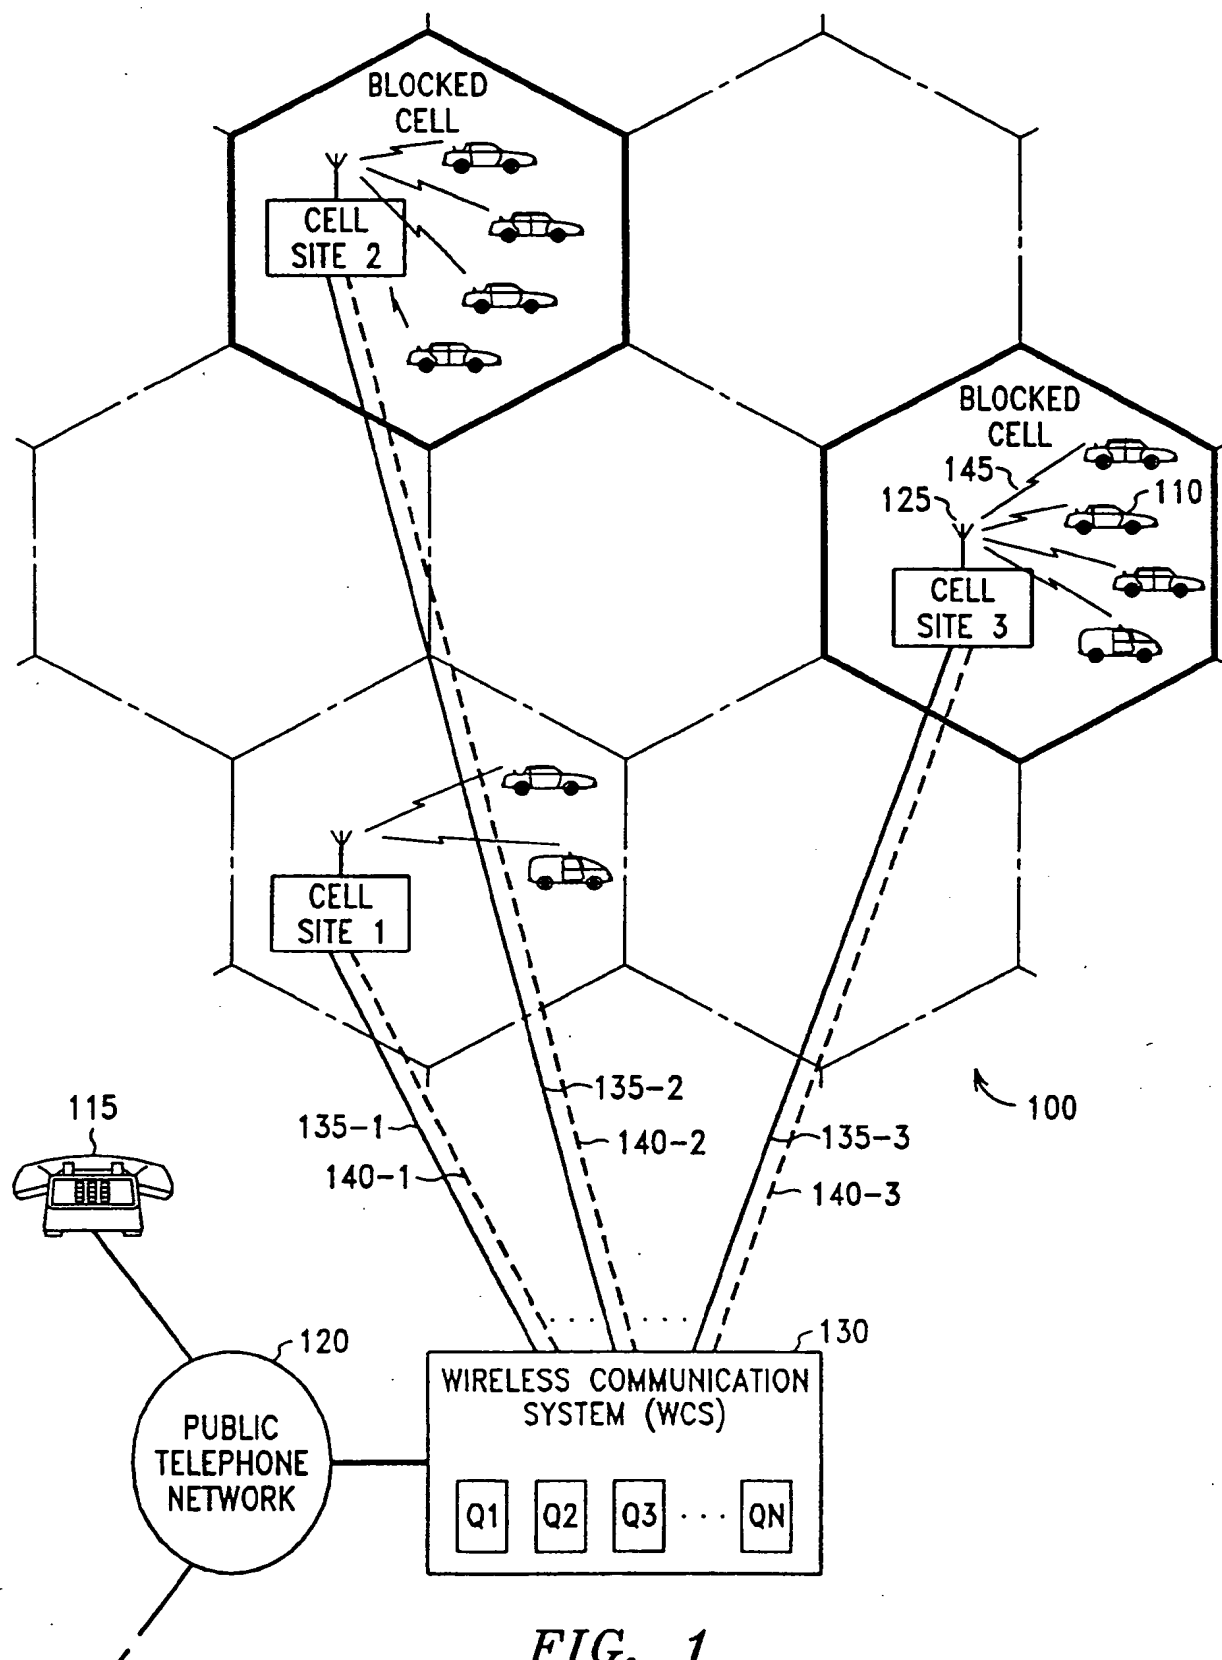 BLOCKED
CELL
CELL
SITE 2
BLOCKED
CELL
145
110
125
CELL
SITE 3
CELL
SITE 1
135-2
100
115
135-1
140-2
135-3
140-1
140-3
120
130
WIRELESS COMMUNICATION
SYSTEM (WCS)
PUBLIC
TELEPHONE
NETWORK
Q1 Q2 Q3 ... QN
FIG. 1